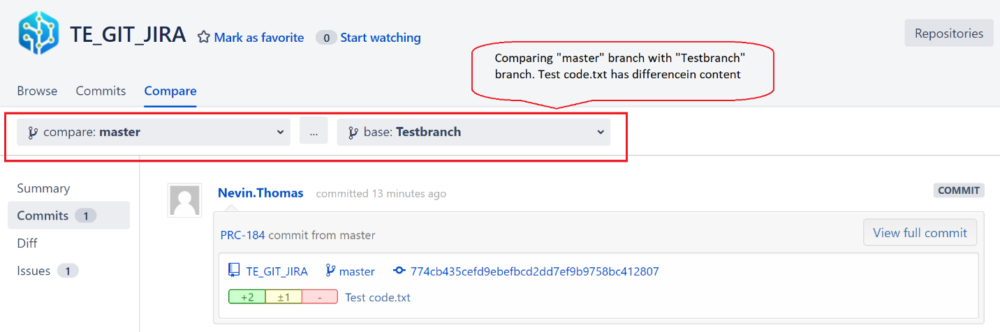 TE_GIT_JIRA Mark as favorite 0 Start watching
Repositories
Comparing "master" branch with "Testbranch"
branch. Test code.txt has differencein content
Browse Commits Compare
compare: master ... base: Testbranch
Summary
Commits 1
Diff
Issues 1
Nevin.Thomas committed 13 minutes ago COMMIT
PRC-184 commit from master View full commit
TE_GIT_JIRA master 774cb435cefd9ebefbcd2dd7ef9b9758bc412807
+2 ±1 - Test code.txt